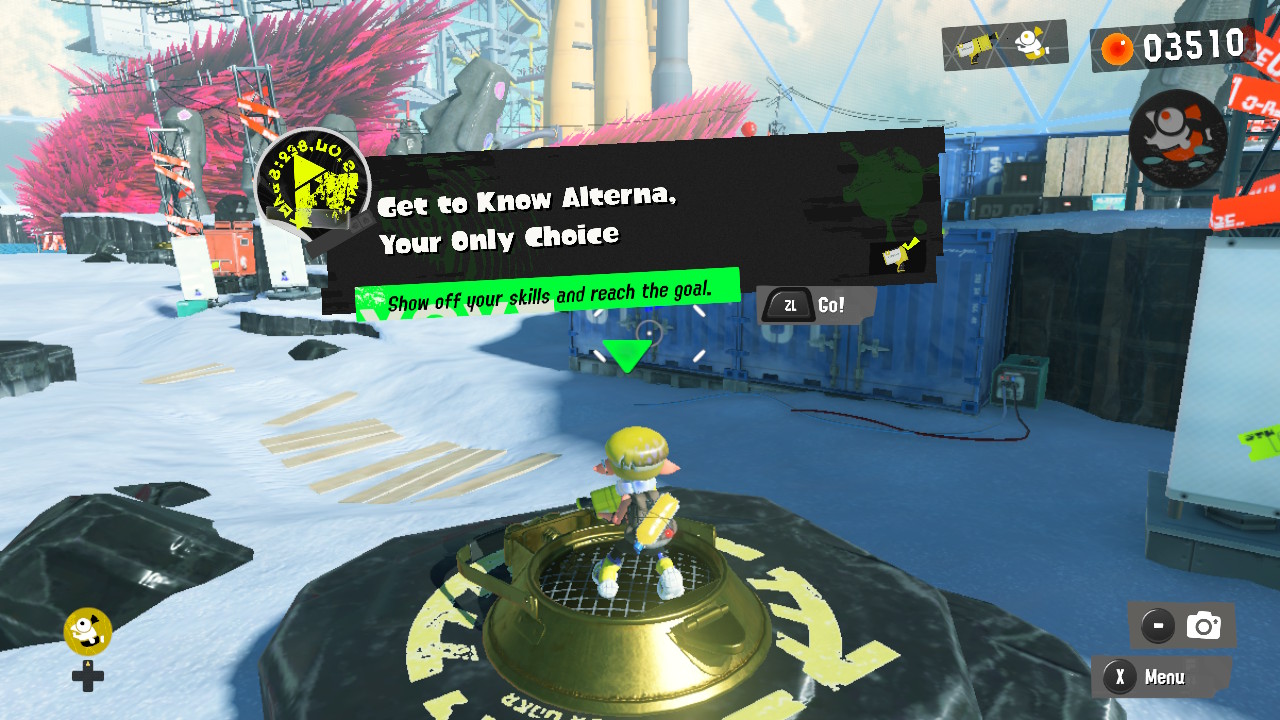 03510
Get to Know Alterna,
Your Only Choice
Show off your skills and reach the goal.
ZL Go!
-
X Menu